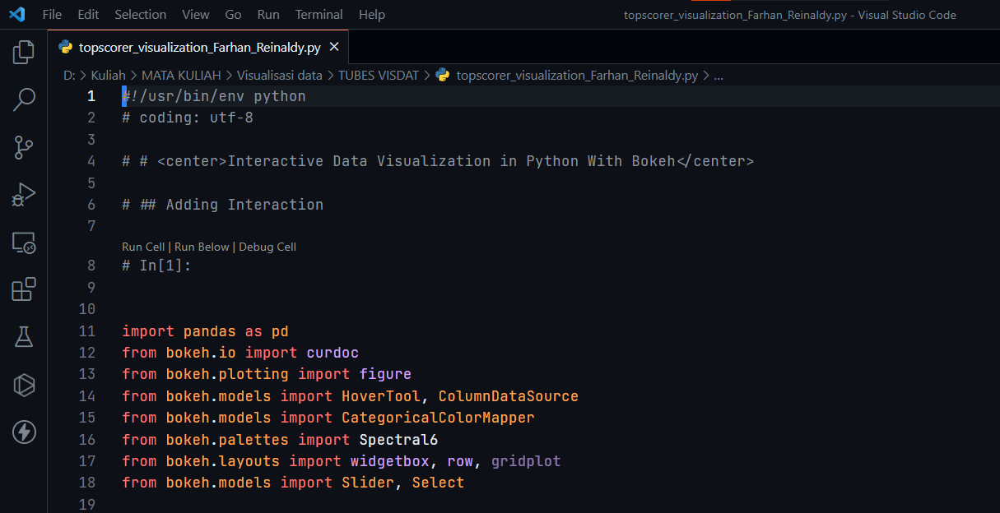 File Edit Selection View Go Run Terminal Help
topscorer_visualization_Farhan_Reinaldy.py - Visual Studio Code
topscorer_visualization_Farhan_Reinaldy.py ×
D: > Kuliah > MATA KULIAH > Visualisasi data > TUBES VISDAT > topscorer_visualization_Farhan_Reinaldy.py > ...
1 #!/usr/bin/env python
2 # coding: utf-8
3
4 # # <center>Interactive Data Visualization in Python With Bokeh</center>
5
6 # ## Adding Interaction
7
Run Cell | Run Below | Debug Cell
8 # In[1]:
9
10
11 import pandas as pd
12 from bokeh.io import curdoc
13 from bokeh.plotting import figure
14 from bokeh.models import HoverTool, ColumnDataSource
15 from bokeh.models import CategoricalColorMapper
16 from bokeh.palettes import Spectral6
17 from bokeh.layouts import widgetbox, row, gridplot
18 from bokeh.models import Slider, Select
19